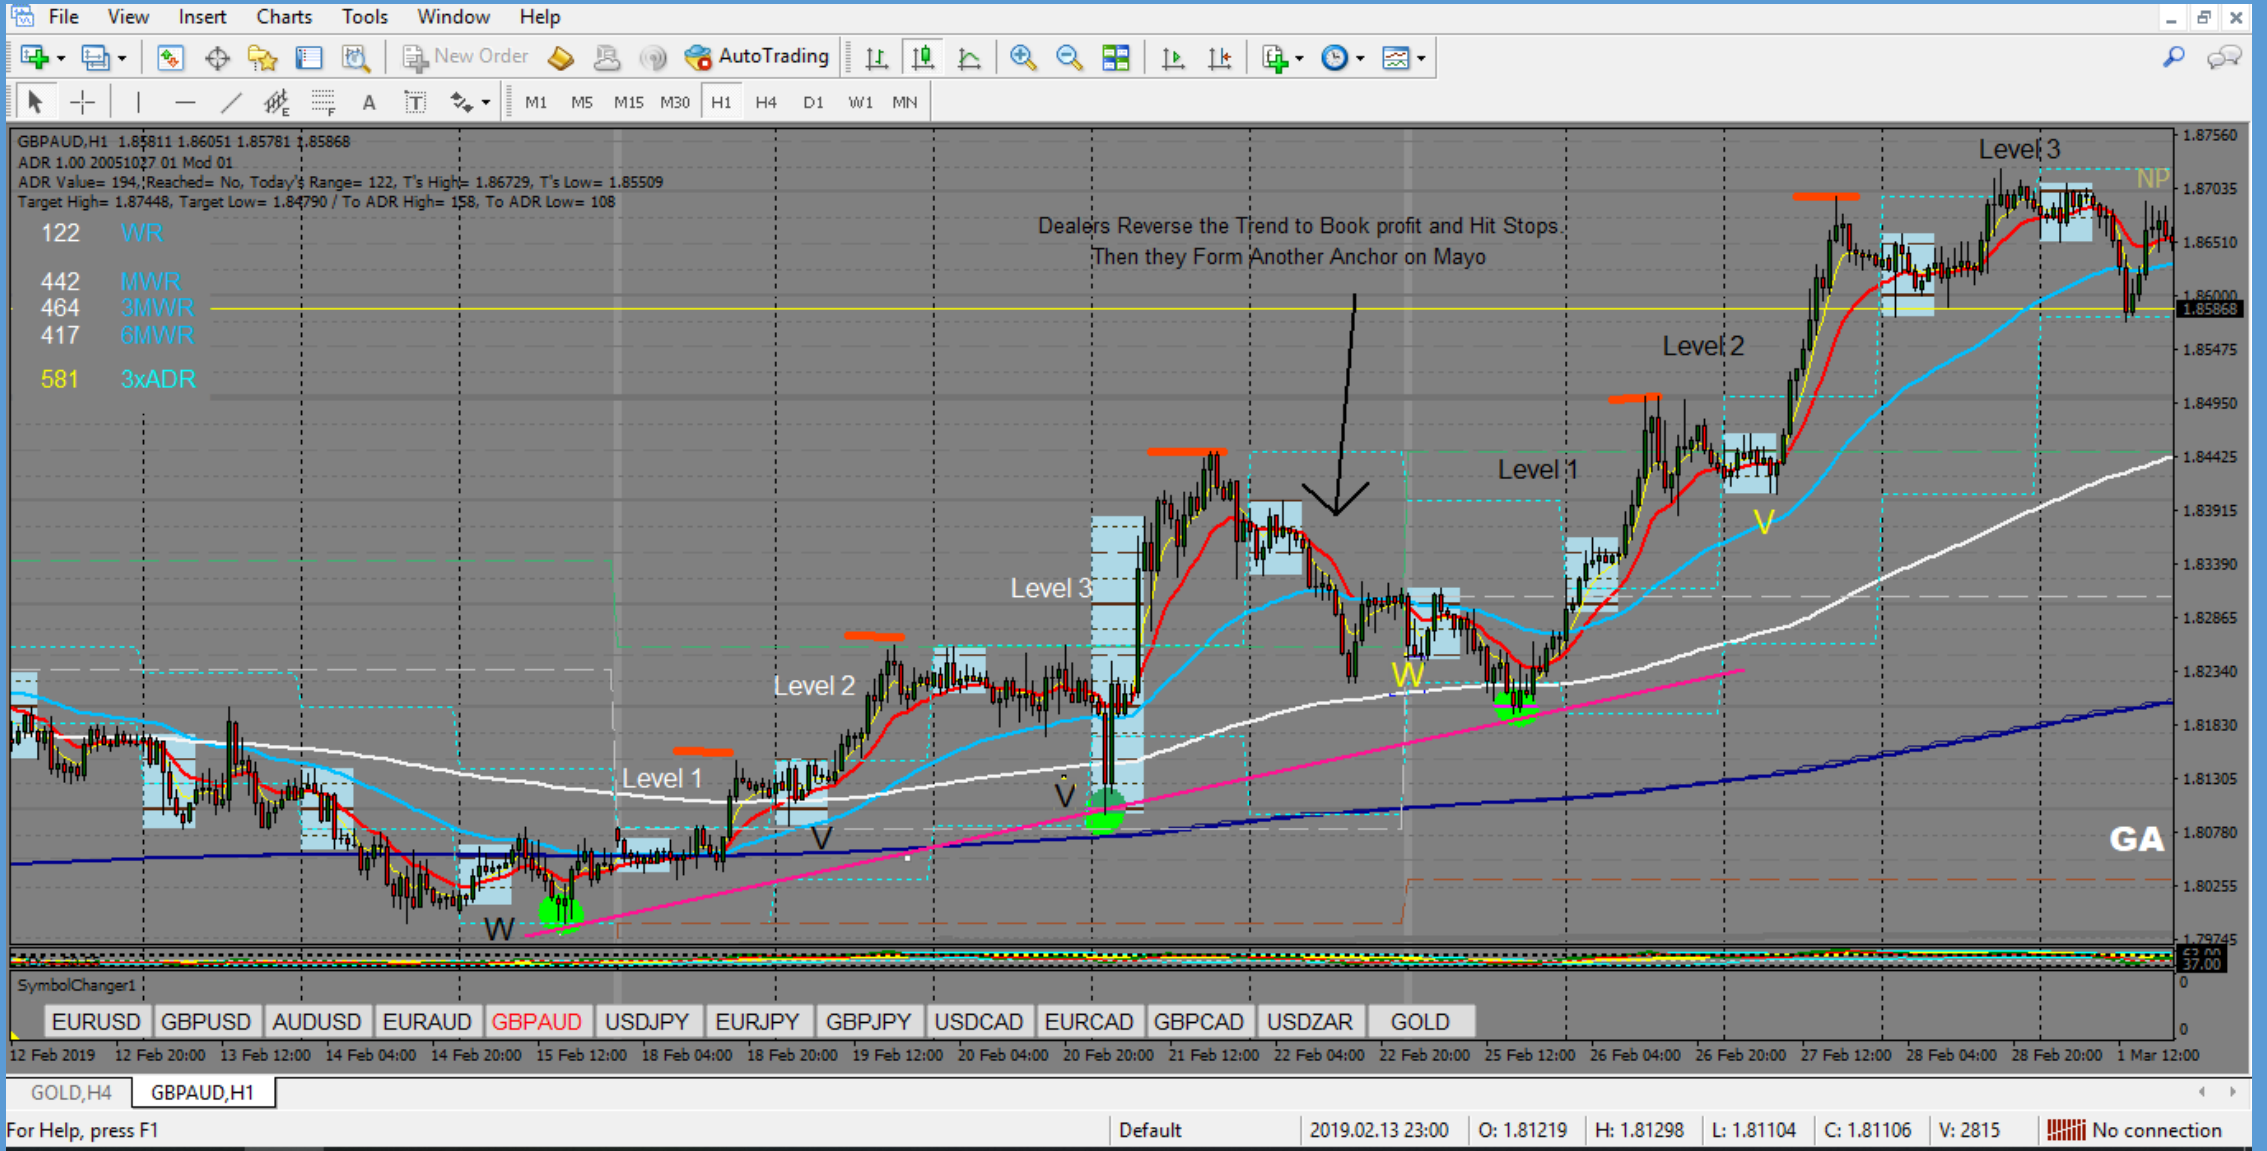 File View Insert Charts Tools Window Help
New Order AutoTrading
A T M1 M5 M15 M30 H1 H4 D1 W1 MN
GBPAUD,H1 1.85811 1.86051 1.85781 1.85868
ADR 1.00 20051027 01 Mod 01
ADR Value= 194, Reached= No, Today's Range= 122, T's High= 1.86729, T's Low= 1.85509
Target High= 1.87448, Target Low= 1.84790 / To ADR High= 158, To ADR Low= 108
122 WR
442 MWR
464 3MWR
417 6MWR
581 3xADR
Dealers Reverse the Trend to Book profit and Hit Stops.
Then they Form Another Anchor on Mayo
Level 3
NP
Level 2
Level 1
V
Level 3
Level 2
W
Level 1
V
V
W
GA
1.87560
1.87035
1.86510
1.86000
1.85868
1.85475
1.84950
1.84425
1.83915
1.83390
1.82865
1.82340
1.81830
1.81305
1.80780
1.80255
1.79745
37.00
SymbolChanger1
0
EURUSD GBPUSD AUDUSD EURAUD GBPAUD USDJPY EURJPY GBPJPY USDCAD EURCAD GBPCAD USDZAR GOLD
0
12 Feb 2019 12 Feb 20:00 13 Feb 12:00 14 Feb 04:00 14 Feb 20:00 15 Feb 12:00 18 Feb 04:00 18 Feb 20:00 19 Feb 12:00 20 Feb 04:00 20 Feb 20:00 21 Feb 12:00 22 Feb 04:00 22 Feb 20:00 25 Feb 12:00 26 Feb 04:00 26 Feb 20:00 27 Feb 12:00 28 Feb 04:00 28 Feb 20:00 1 Mar 12:00
GOLD,H4 GBPAUD,H1
For Help, press F1 Default 2019.02.13 23:00 O: 1.81219 H: 1.81298 L: 1.81104 C: 1.81106 V: 2815 No connection